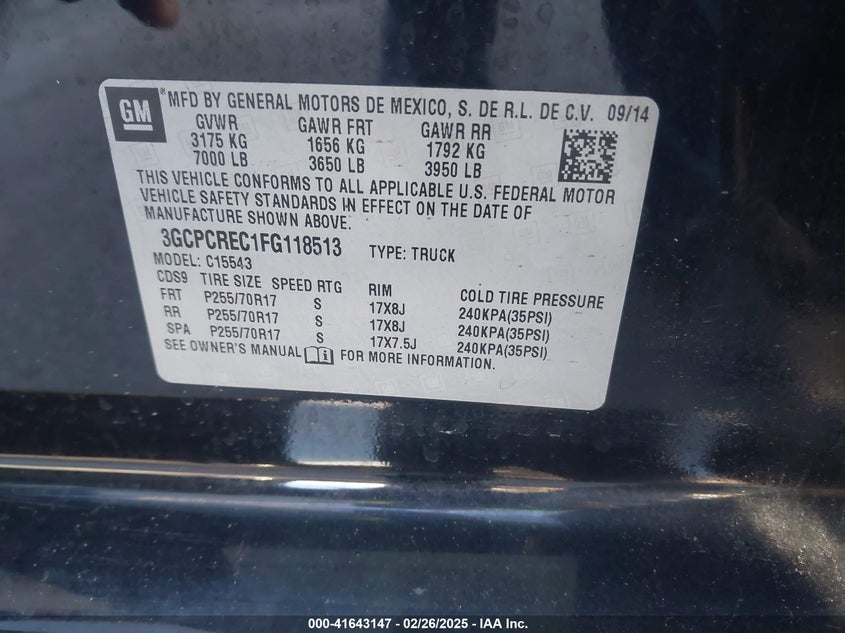 GM ® MFD BY GENERAL MOTORS DE MEXICO, S. DE R.L. DE C.V. 09/14
GVWR GAWR FRT GAWR RR
3175 KG 1656 KG 1792 KG
7000 LB 3650 LB 3950 LB
THIS VEHICLE CONFORMS TO ALL APPLICABLE U.S. FEDERAL MOTOR
VEHICLE SAFETY STANDARDS IN EFFECT ON THE DATE OF
MANUFACTURE SHOWN ABOVE.
3GCPCREC1FG118513 TYPE: TRUCK
MODEL: C15543
CDS9 TIRE SIZE SPEED RTG RIM COLD TIRE PRESSURE
FRT P255/70R17 S 17X8J 240KPA(35PSI)
RR P255/70R17 S 17X8J 240KPA(35PSI)
SPA P255/70R17 S 17X7.5J 240KPA(35PSI)
SEE OWNER'S MANUAL i FOR MORE INFORMATION.
000-41643147 - 02/26/2025 - IAA Inc.